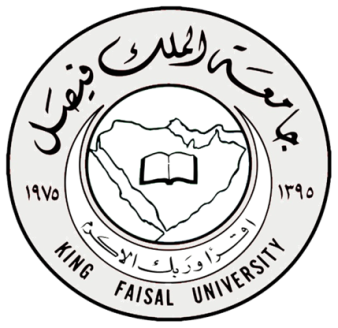 جامعة الملك فيصل
١٩٧٥
١٣٩٥
اقرأ وربك الأكرم
KING FAISAL UNIVERSITY